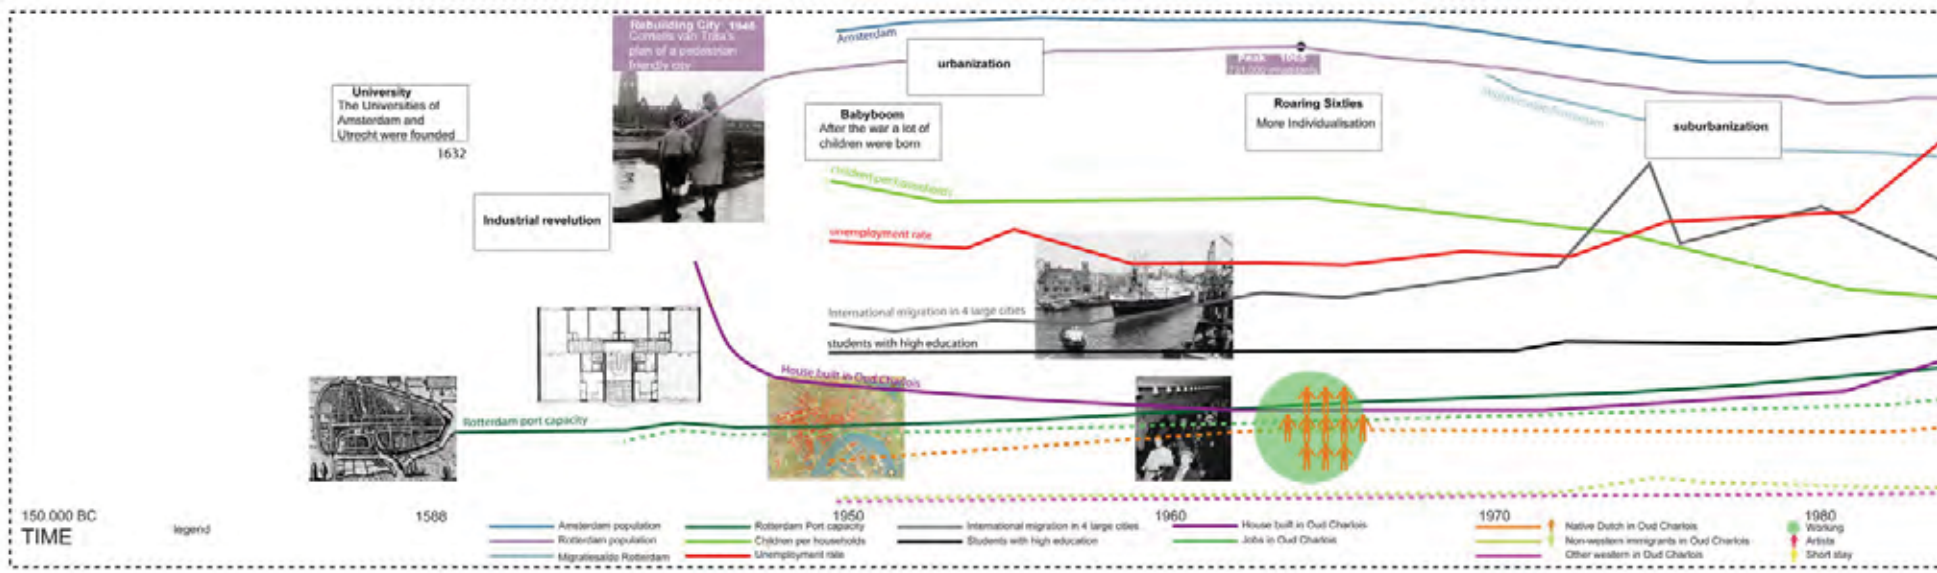 Rebuilding City 1946
Cornelis van Tritia's
plan of a pedestrian
friendly city
Amsterdam
urbanization
Peak 1965
University
The Universities of
Amsterdam and
Utrecht were founded
1632
Babyboom
After the war a lot of
children were born
Roaring Sixties
More Individualisation
suburbanization
Industrial revelution
unemployment rate
International migration in 4 large cities
students with high education
House built in Oud Charlois
Rotterdam port capacity
150.000 BC
1588
1950
1960
1970
1980
TIME
legend
Amsterdam population
Rotterdam population
Migratiesaldo Rotterdam
Rotterdam Port capacity
Children per households
Unemployment rate
International migration in 4 large cities
Students with high education
House built in Oud Charlois
Jobs in Oud Charlois
Native Dutch in Oud Charlois
Non-western immigrants in Oud Charlois
Other western in Oud Charlois
Working
Artists
Short stay